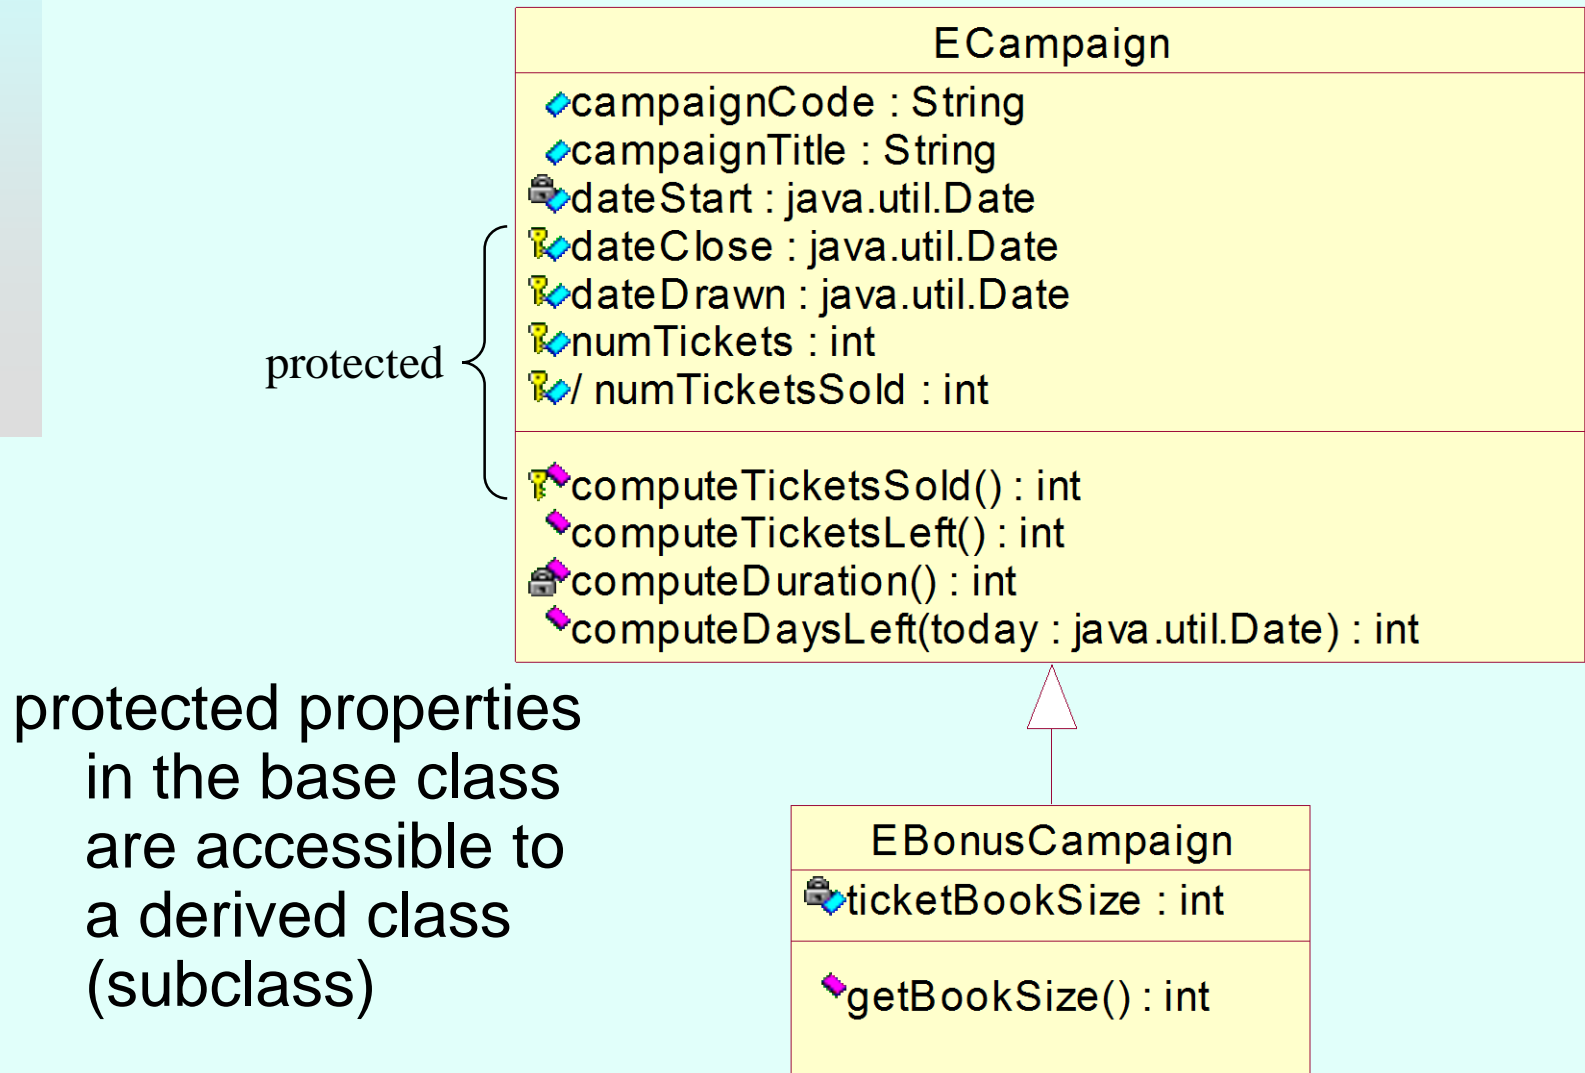 ECampaign
campaignCode : String
campaignTitle : String
dateStart : java.util.Date
dateClose : java.util.Date
dateDrawn : java.util.Date
numTickets : int
/ numTicketsSold : int
protected
computeTicketsSold() : int
computeTicketsLeft() : int
computeDuration() : int
computeDaysLeft(today : java.util.Date) : int
protected properties
in the base class
are accessible to
a derived class
(subclass)
EBonusCampaign
ticketBookSize : int
getBookSize() : int